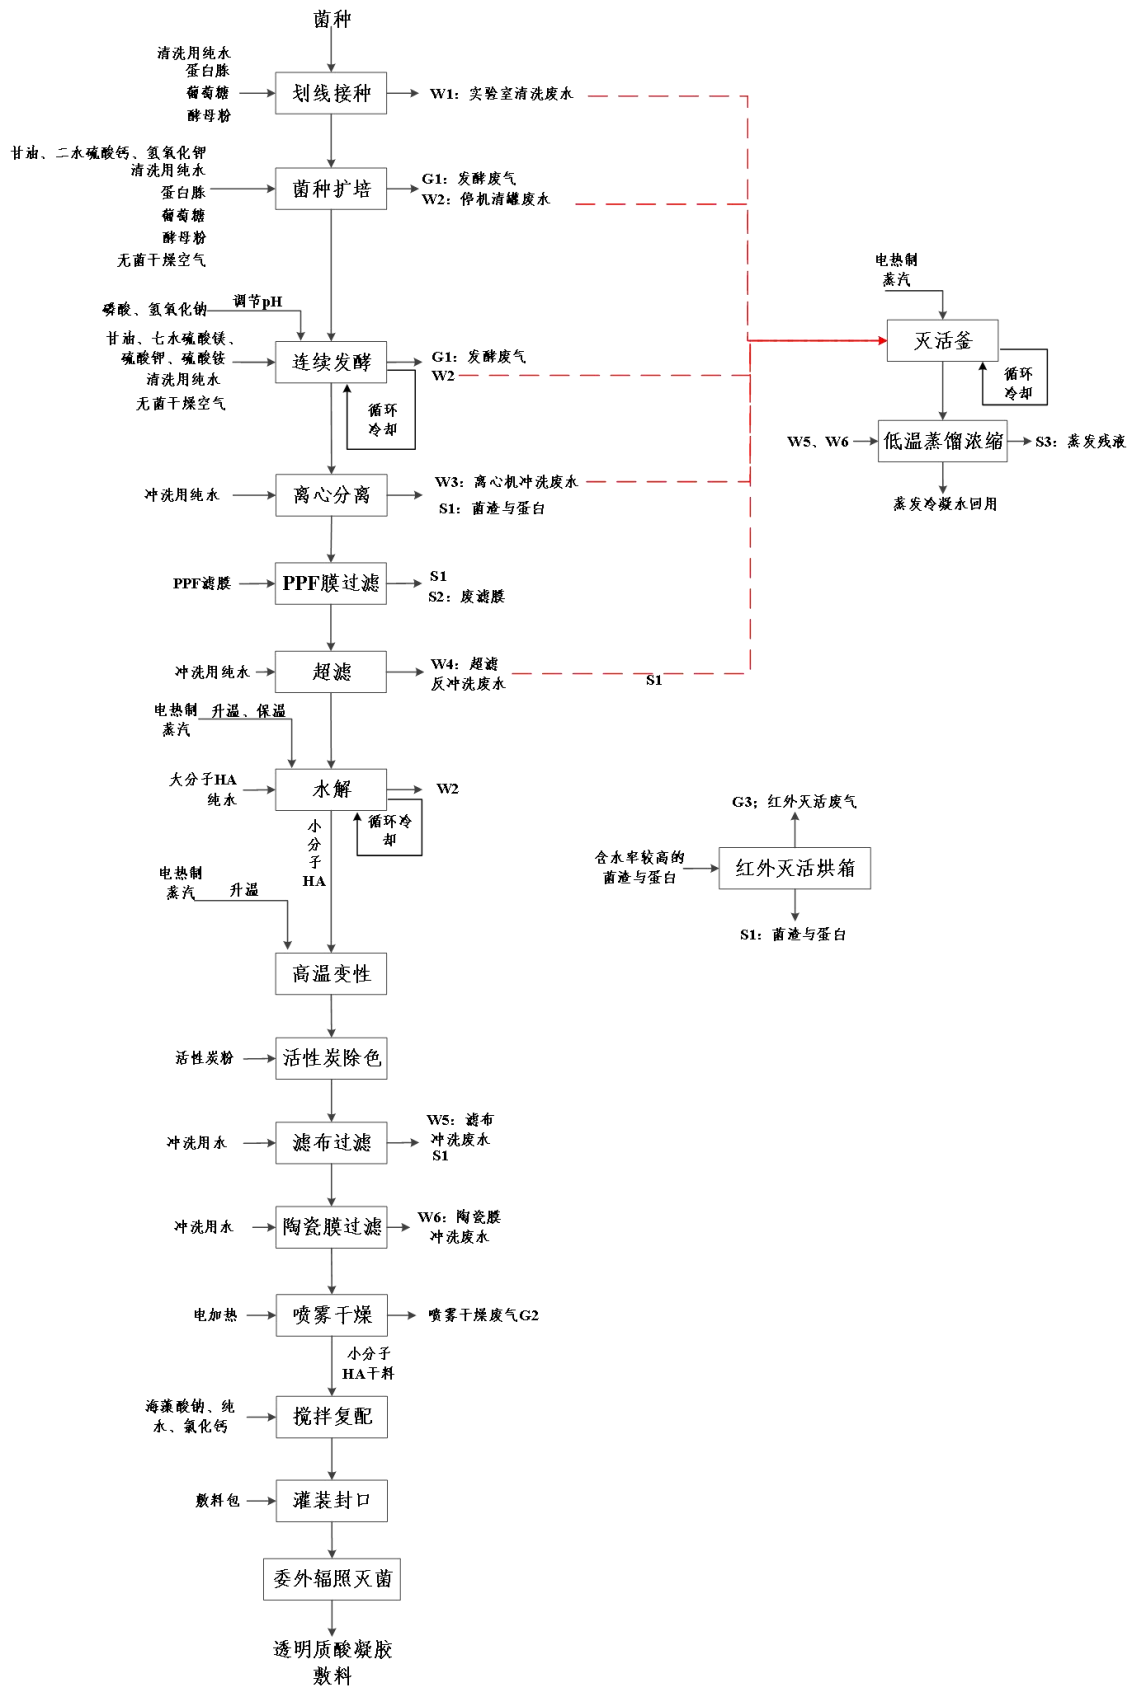 菌种
清洗用纯水
蛋白胨
葡萄糖
酵母粉
划线接种
W1：实验室清洗废水
甘油、二水硫酸钙、氢氧化钾
清洗用纯水
蛋白胨
葡萄糖
酵母粉
无菌干燥空气
菌种扩培
G1：发酵废气
W2：停机清罐废水
磷酸、氢氧化钠
调节pH
甘油、七水硫酸镁、
硫酸钾、硫酸铵
清洗用纯水
无菌干燥空气
连续发酵
G1：发酵废气
W2
循环
冷却
电热制
蒸汽
灭活釜
循环
冷却
W5、W6
低温蒸馏浓缩
S3：蒸发残液
蒸发冷凝水回用
冲洗用纯水
离心分离
W3：离心机冲洗废水
S1：菌渣与蛋白
PPF滤膜
PPF膜过滤
S1
S2：废滤膜
冲洗用纯水
超滤
W4：超滤
反冲洗废水
S1
电热制
蒸汽
升温、保温
大分子HA
纯水
水解
W2
循环冷
却
小
分
子
HA
G3；红外灭活废气
含水率较高的
菌渣与蛋白
红外灭活烘箱
S1：菌渣与蛋白
电热制
蒸汽
升温
高温变性
活性炭粉
活性炭除色
冲洗用水
滤布过滤
W5：滤布
冲洗废水
S1
冲洗用水
陶瓷膜过滤
W6：陶瓷膜
冲洗废水
电加热
喷雾干燥
喷雾干燥废气G2
小分子
HA干料
海藻酸钠、纯
水、氯化钙
搅拌复配
敷料包
灌装封口
委外辐照灭菌
透明质酸凝胶
敷料